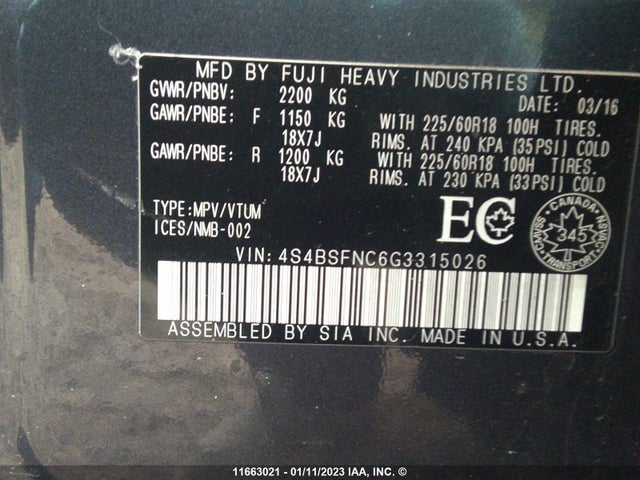 MFD BY FUJI HEAVY INDUSTRIES LTD.
GVWR/PNBV: 2200 KG DATE: 03/16
GAWR/PNBE: F 1150 KG WITH 225/60R18 100H TIRES.
18X7J RIMS. AT 240 KPA (35PSI) COLD
GAWR/PNBE: R 1200 KG WITH 225/60R18 100H TIRES.
18X7J RIMS. AT 230 KPA (33PSI) COLD
TYPE:MPV/VTUM
ICES/NMB-002
EC
CANADA
345
CMVSS
NSVAC
VIN: 4S4BSFNC6G3315026
ASSEMBLED BY SIA INC. MADE IN U.S.A.
11663021 - 01/11/2023 IAA, INC. ©